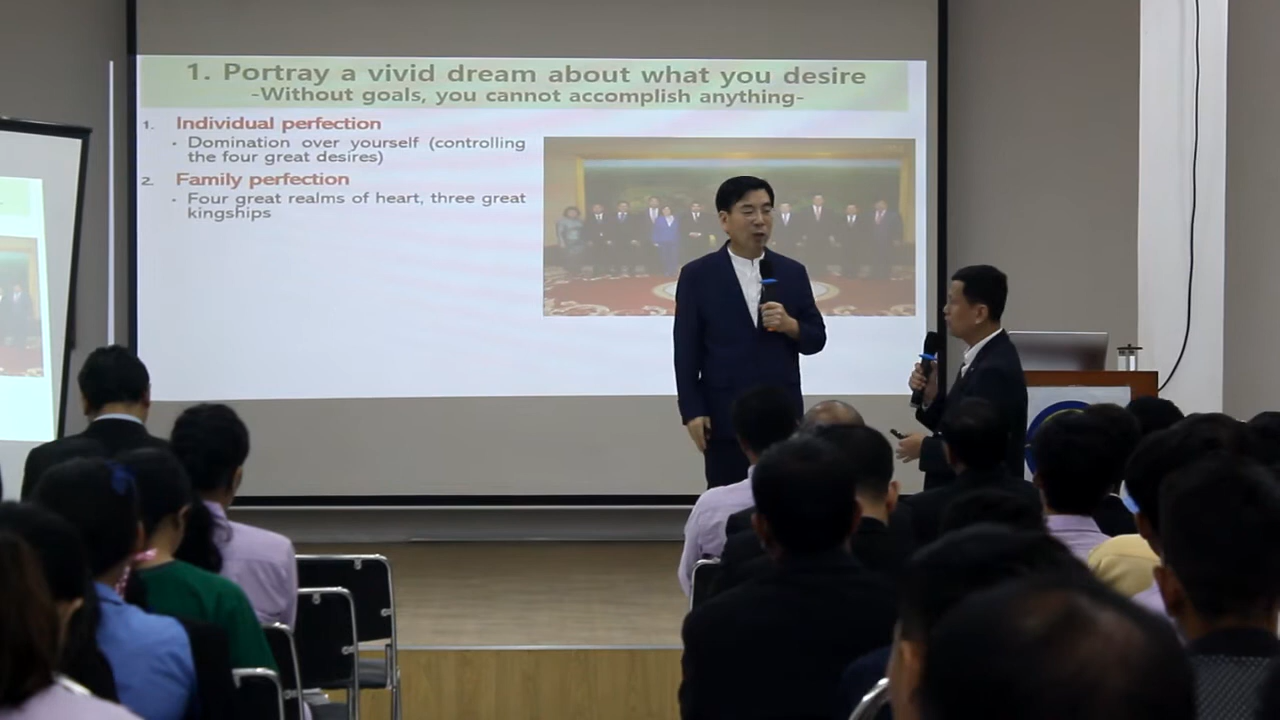 1. Portray a vivid dream about what you desire
-Without goals, you cannot accomplish anything-
1. Individual perfection
• Domination over yourself (controlling
the four great desires)
2. Family perfection
• Four great realms of heart, three great
kingships